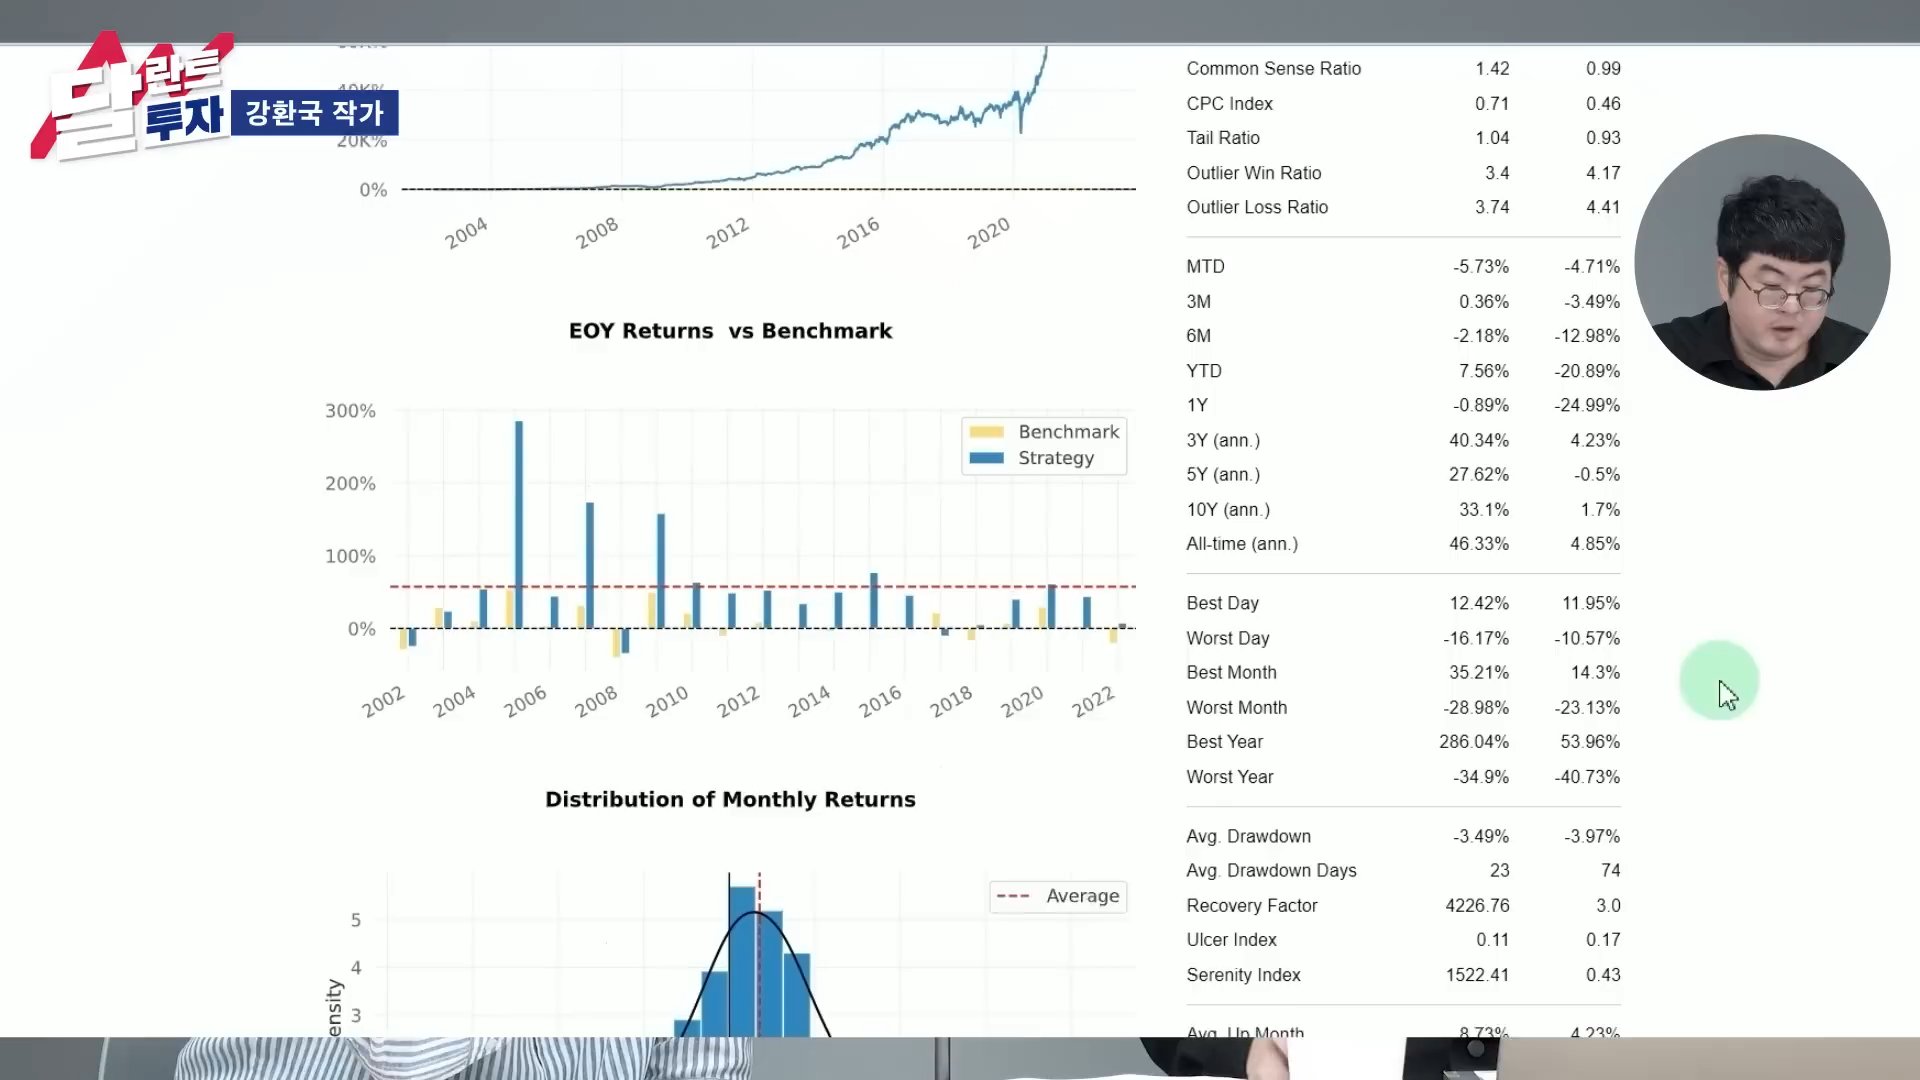 달란트
투자
강환국 작가
40K%
20K%
0%
2004
2008
2012
2016
2020
EOY Returns vs Benchmark
300%
200%
100%
0%
Benchmark
Strategy
2002
2004
2006
2008
2010
2012
2014
2016
2018
2020
2022
Distribution of Monthly Returns
Average
5
4
3
Common Sense Ratio 1.42 0.99
CPC Index 0.71 0.46
Tail Ratio 1.04 0.93
Outlier Win Ratio 3.4 4.17
Outlier Loss Ratio 3.74 4.41
MTD -5.73% -4.71%
3M 0.36% -3.49%
6M -2.18% -12.98%
YTD 7.56% -20.89%
1Y -0.89% -24.99%
3Y (ann.) 40.34% 4.23%
5Y (ann.) 27.62% -0.5%
10Y (ann.) 33.1% 1.7%
All-time (ann.) 46.33% 4.85%
Best Day 12.42% 11.95%
Worst Day -16.17% -10.57%
Best Month 35.21% 14.3%
Worst Month -28.98% -23.13%
Best Year 286.04% 53.96%
Worst Year -34.9% -40.73%
Avg. Drawdown -3.49% -3.97%
Avg. Drawdown Days 23 74
Recovery Factor 4226.76 3.0
Ulcer Index 0.11 0.17
Serenity Index 1522.41 0.43
Avg. Up Month 8.73% 4.23%